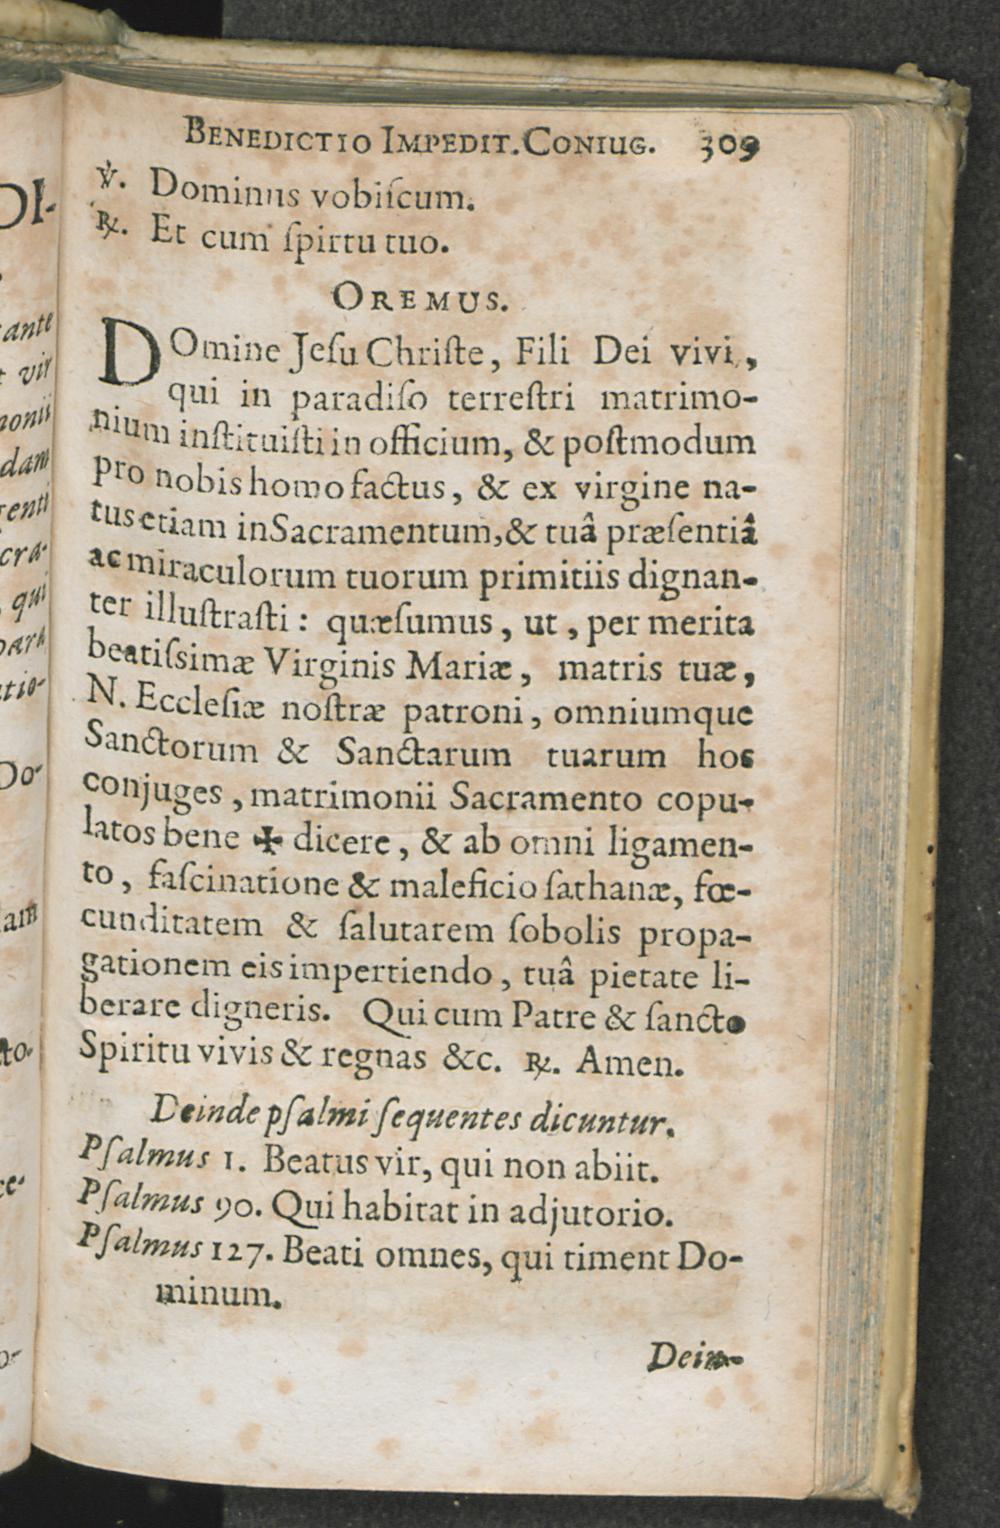 BENEDICTIO IMPEDIT. CONIUG. 309
℣. Dominus vobiſcum.
℟. Et cum ſpirtu tuo.
OREMUS.
DOmine Jeſu Chriſte, Fili Dei vivi,
qui in paradiſo terreſtri matrimo-
nium inſtituiſti in officium, & poſtmodum
pro nobis homo factus, & ex virgine na-
tus etiam in Sacramentum, & tuâ præſentiâ
ac miraculorum tuorum primitiis dignan-
ter illuſtraſti: quæſumus, ut, per merita
beatiſsimæ Virginis Mariæ, matris tuæ,
N. Eccleſiæ noſtræ patroni, omniumque
Sanctorum & Sanctarum tuarum hos
conjuges, matrimonii Sacramento copu-
latos bene ✠ dicere, & ab omni ligamen-
to, faſcinatione & maleficio ſathanæ, fœ-
cunditatem & ſalutarem ſobolis propa-
gationem eis impertiendo, tuâ pietate li-
berare digneris. Qui cum Patre & ſancto
Spiritu vivis & regnas &c. ℟. Amen.
Deinde pſalmi ſequentes dicuntur.
Pſalmus 1. Beatus vir, qui non abiit.
Pſalmus 90. Qui habitat in adjutorio.
Pſalmus 127. Beati omnes, qui timent Do-
minum.
Dein-